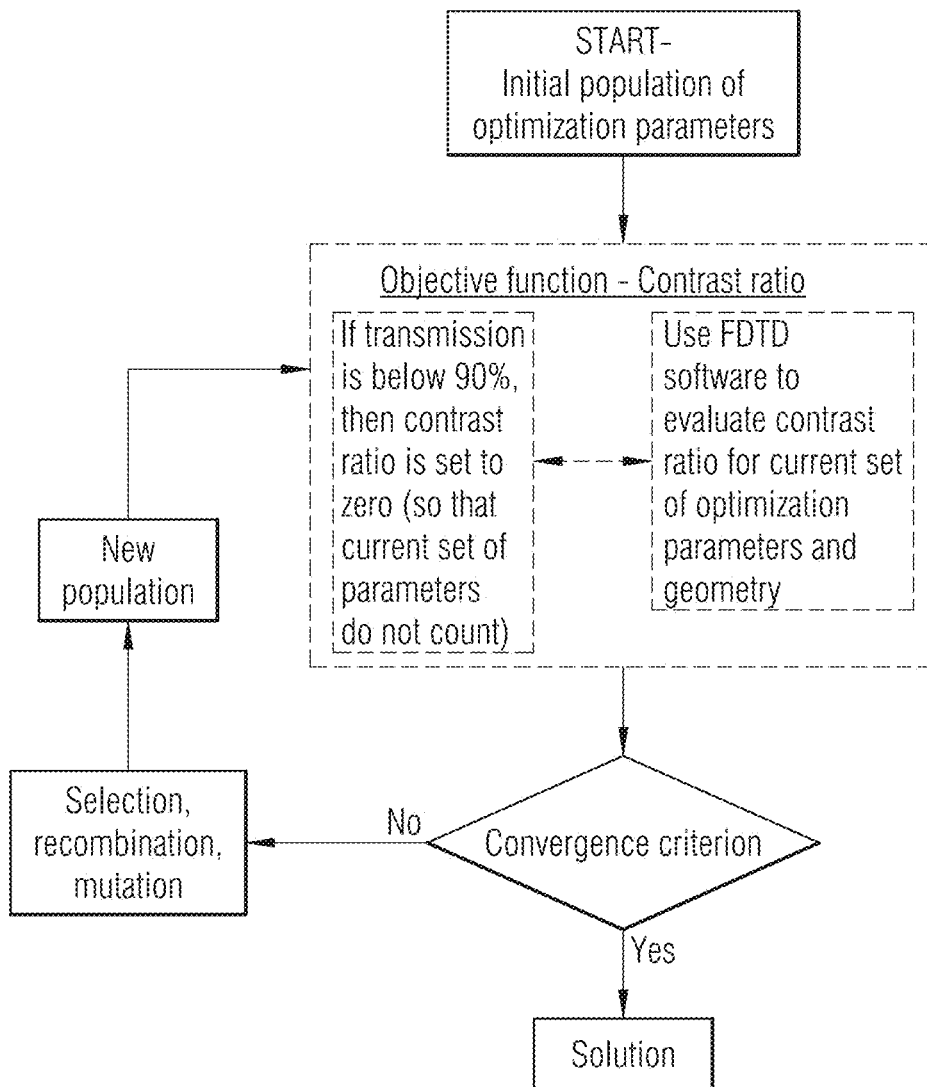 START-
Initial population of
optimization parameters
Objective function - Contrast ratio
If transmission
is below 90%,
then contrast
ratio is set to
zero (so that
current set of
parameters
do not count)
Use FDTD
software to
evaluate contrast
ratio for current set
of optimization
parameters and
geometry
New
population
Selection,
recombination,
mutation
No
Convergence criterion
Yes
Solution